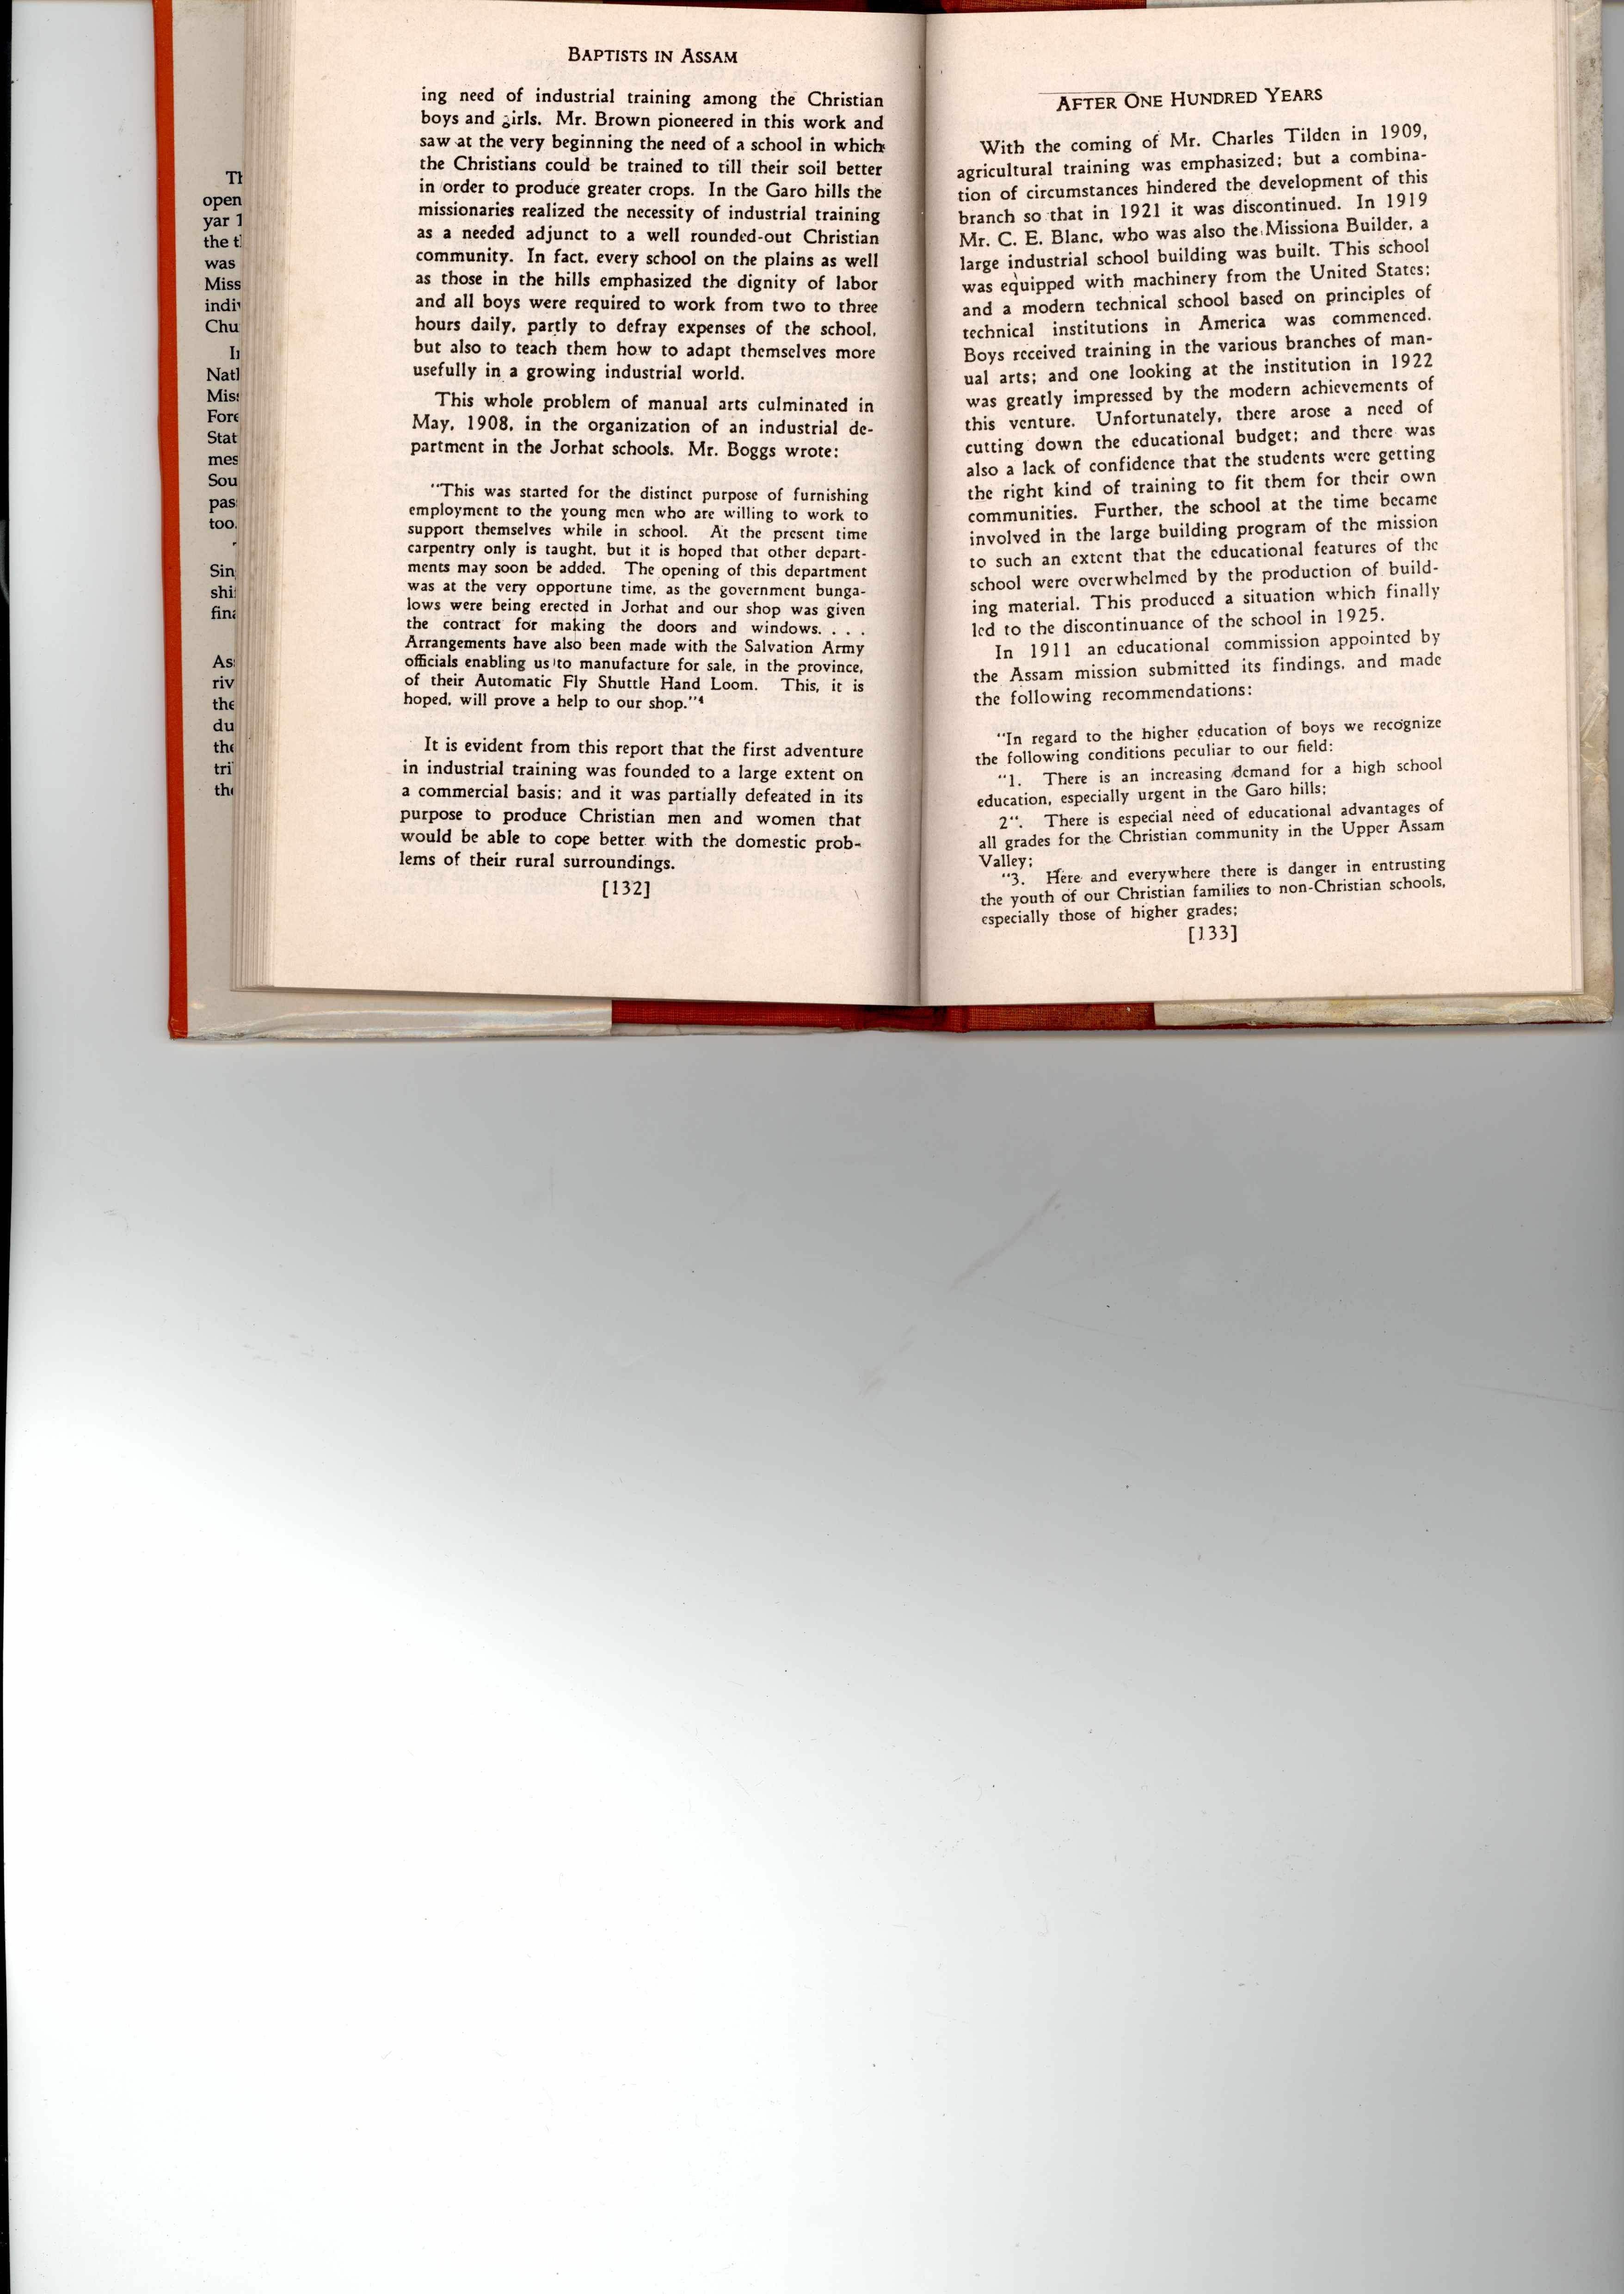 Th
open
yar 1
the t
was
Miss
indiv
Chu
I
Natl
Miss
Fore
Stat
mes
Sou
pas
too.
Sin
shi
fina
As
riv
the
du
the
tri
the
BAPTISTS IN ASSAM
ing need of industrial training among the Christian
boys and girls. Mr. Brown pioneered in this work and
saw at the very beginning the need of a school in which
the Christians could be trained to till their soil better
in order to produce greater crops. In the Garo hills the
missionaries realized the necessity of industrial training
as a needed adjunct to a well rounded-out Christian
community. In fact, every school on the plains as well
as those in the hills emphasized the dignity of labor
and all boys were required to work from two to three
hours daily, partly to defray expenses of the school,
but also to teach them how to adapt themselves more
usefully in a growing industrial world.
This whole problem of manual arts culminated in
May, 1908, in the organization of an industrial de-
partment in the Jorhat schools. Mr. Boggs wrote:
"This was started for the distinct purpose of furnishing
employment to the young men who are willing to work to
support themselves while in school. At the present time
carpentry only is taught, but it is hoped that other depart-
ments may soon be added. The opening of this department
was at the very opportune time, as the government bunga-
lows were being erected in Jorhat and our shop was given
the contract for making the doors and windows. . . .
Arrangements have also been made with the Salvation Army
officials enabling us to manufacture for sale, in the province,
of their Automatic Fly Shuttle Hand Loom. This, it is
hoped, will prove a help to our shop."⁴
It is evident from this report that the first adventure
in industrial training was founded to a large extent on
a commercial basis; and it was partially defeated in its
purpose to produce Christian men and women that
would be able to cope better with the domestic prob-
lems of their rural surroundings.
[132]
AFTER ONE HUNDRED YEARS
With the coming of Mr. Charles Tilden in 1909,
agricultural training was emphasized; but a combina-
tion of circumstances hindered the development of this
branch so that in 1921 it was discontinued. In 1919
Mr. C. E. Blanc, who was also the Missiona Builder, a
large industrial school building was built. This school
was equipped with machinery from the United States;
and a modern technical school based on principles of
technical institutions in America was commenced.
Boys received training in the various branches of man-
ual arts; and one looking at the institution in 1922
was greatly impressed by the modern achievements of
this venture. Unfortunately, there arose a need of
cutting down the educational budget; and there was
also a lack of confidence that the students were getting
the right kind of training to fit them for their own
communities. Further, the school at the time became
involved in the large building program of the mission
to such an extent that the educational features of the
school were overwhelmed by the production of build-
ing material. This produced a situation which finally
led to the discontinuance of the school in 1925.
In 1911 an educational commission appointed by
the Assam mission submitted its findings, and made
the following recommendations:
"In regard to the higher education of boys we recognize
the following conditions peculiar to our field:
"1. There is an increasing demand for a high school
education, especially urgent in the Garo hills;
2". There is especial need of educational advantages of
all grades for the Christian community in the Upper Assam
Valley;
"3. Here and everywhere there is danger in entrusting
the youth of our Christian families to non-Christian schools,
especially those of higher grades;
[133]